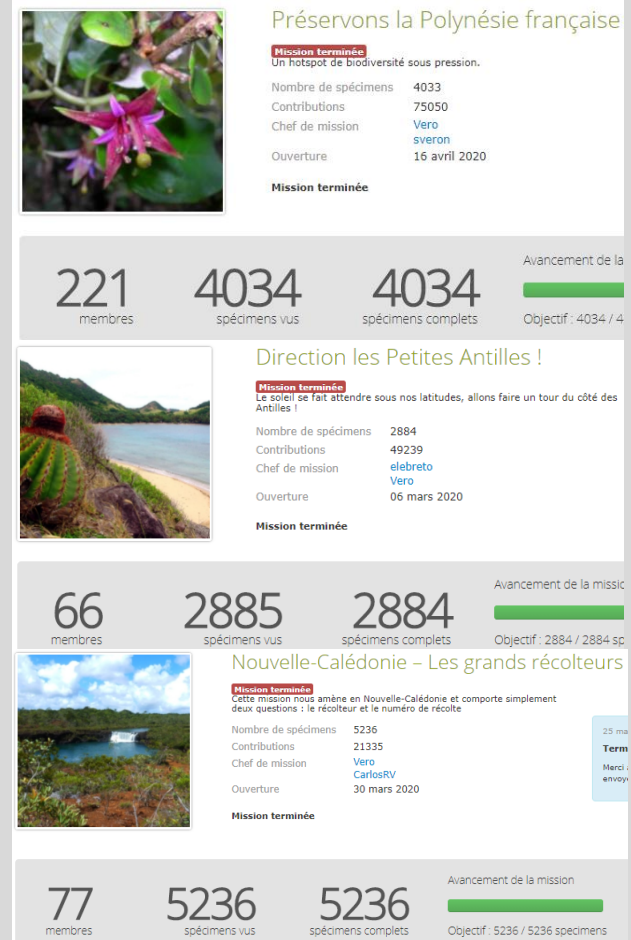 Préservons la Polynésie française
Mission terminée
Un hotspot de biodiversité sous pression.
Nombre de spécimens 4033
Contributions 75050
Chef de mission Vero
sveron
Ouverture 16 avril 2020
Mission terminée
221 4034 4034
membres spécimens vus spécimens complets
Avancement de la
Objectif : 4034 / 4
Direction les Petites Antilles !
Mission terminée
Le soleil se fait attendre sous nos latitudes, allons faire un tour du côté des
Antilles !
Nombre de spécimens 2884
Contributions 49239
Chef de mission elebreto
Vero
Ouverture 06 mars 2020
Mission terminée
66 2885 2884
membres spécimens vus spécimens complets
Avancement de la missio
Objectif : 2884 / 2884 sp
Nouvelle-Calédonie – Les grands récolteurs
Mission terminée
Cette mission nous amène en Nouvelle-Calédonie et comporte simplement
deux questions : le récolteur et le numéro de récolte
Nombre de spécimens 5236
Contributions 21335
Chef de mission Vero
CarlosRV
Ouverture 30 mars 2020
Mission terminée
25 ma
Term
Merci
envoy
77 5236 5236
membres spécimens vus spécimens complets
Avancement de la mission
Objectif : 5236 / 5236 specimens